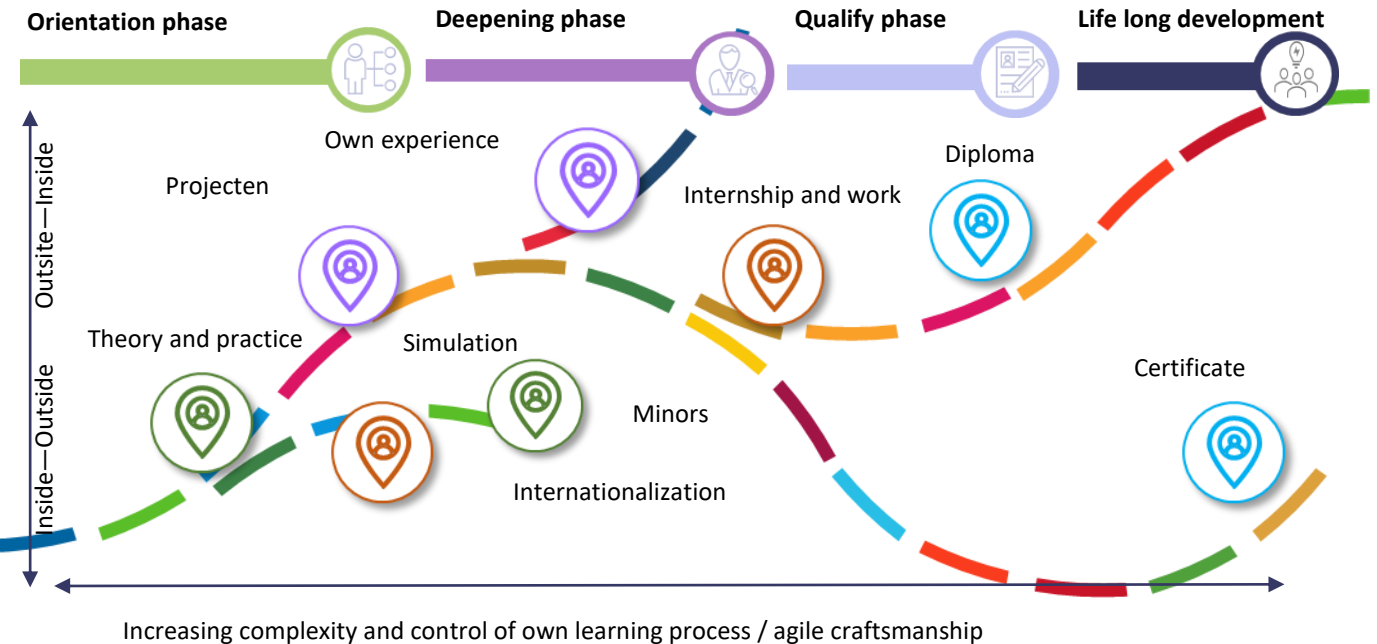 Orientation phase
Deepening phase
Qualify phase
Life long development
Own experience
Projecten
Diploma
Internship and work
Outsite—Inside
Theory and practice
Simulation
Certificate
Inside—Outside
Minors
Internationalization
Increasing complexity and control of own learning process / agile craftsmanship